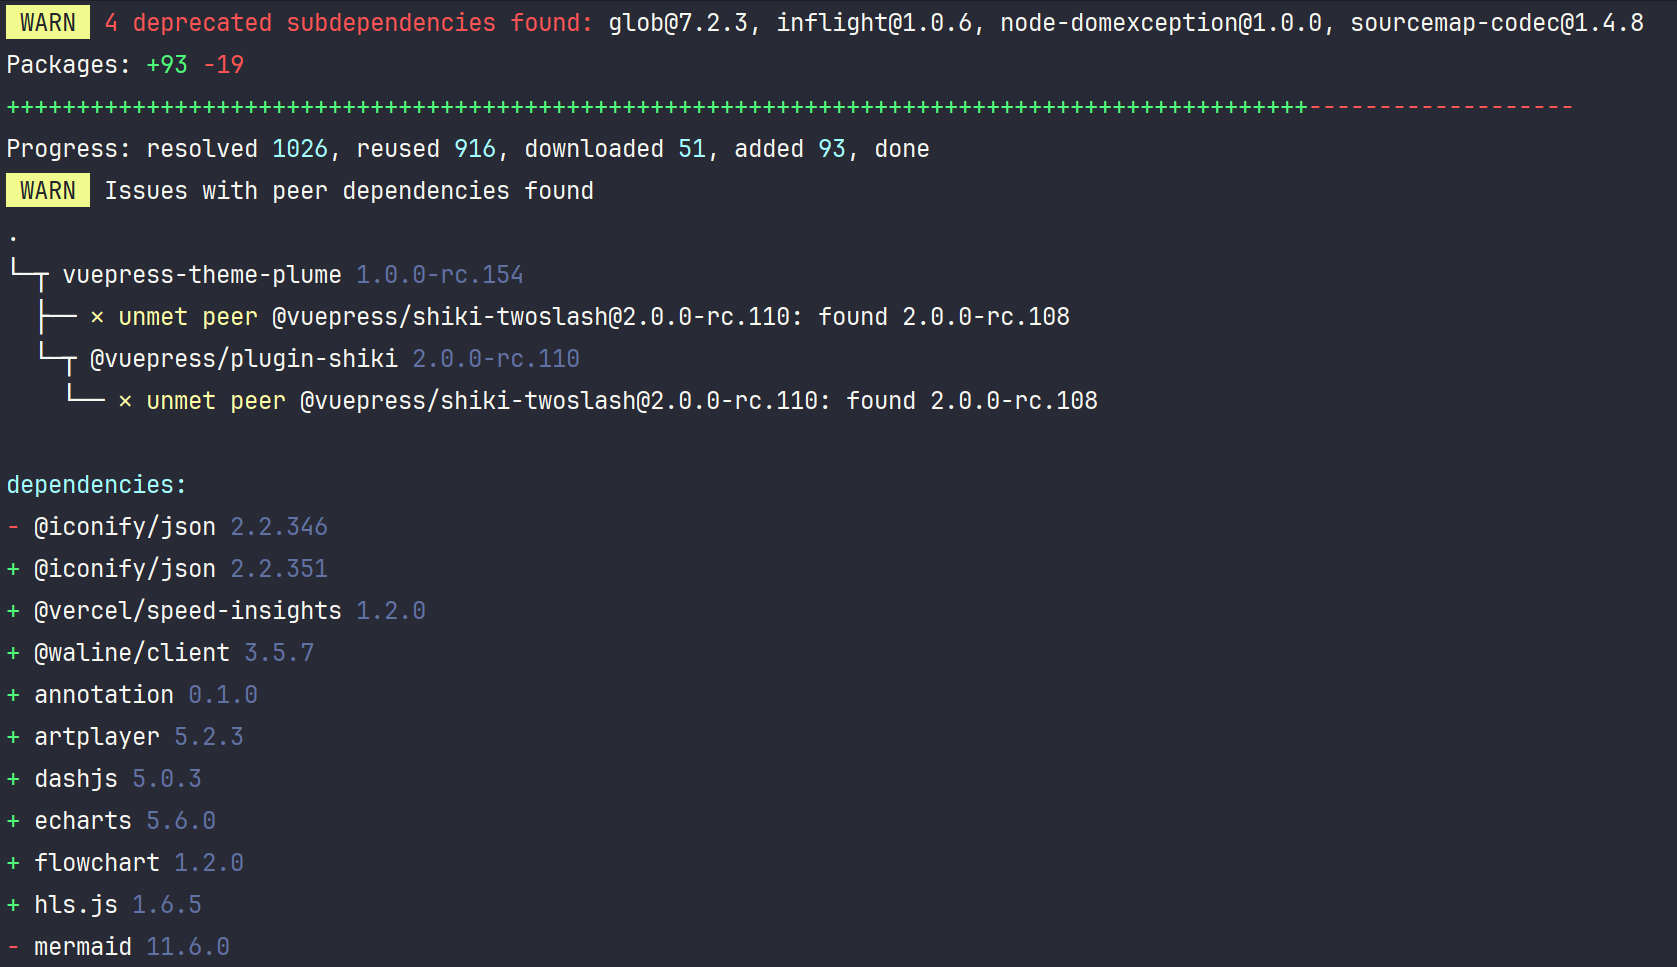 WARN 4 deprecated subdependencies found: glob@7.2.3, inflight@1.0.6, node-domexception@1.0.0, sourcemap-codec@1.4.8
Packages: +93 -19
+++++++++++++++++++++++++++++++++++++++++++++++++++++++++++++++++++++++++++++++++++++++++++++-------------------
Progress: resolved 1026, reused 916, downloaded 51, added 93, done
WARN Issues with peer dependencies found
.
└─┬ vuepress-theme-plume 1.0.0-rc.154
  ├── ✕ unmet peer @vuepress/shiki-twoslash@2.0.0-rc.110: found 2.0.0-rc.108
  └─┬ @vuepress/plugin-shiki 2.0.0-rc.110
    └── ✕ unmet peer @vuepress/shiki-twoslash@2.0.0-rc.110: found 2.0.0-rc.108
dependencies:
- @iconify/json 2.2.346
+ @iconify/json 2.2.351
+ @vercel/speed-insights 1.2.0
+ @waline/client 3.5.7
+ annotation 0.1.0
+ artplayer 5.2.3
+ dashjs 5.0.3
+ echarts 5.6.0
+ flowchart 1.2.0
+ hls.js 1.6.5
- mermaid 11.6.0